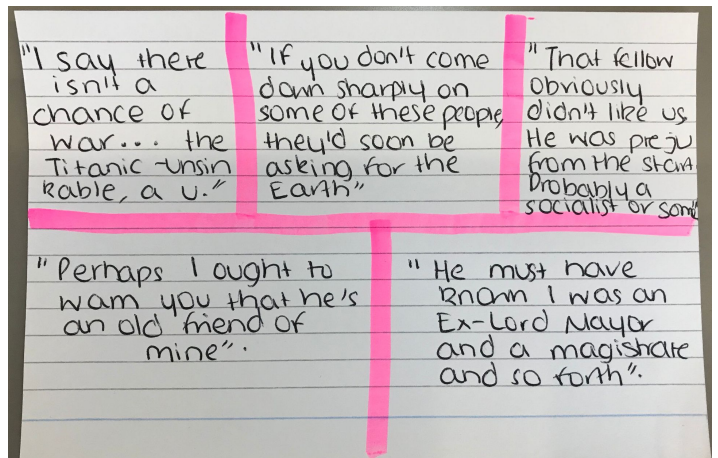 "I say there
isn't a
chance of
war... the
Titanic -unsin
kable, a u."
"If you don't come
down sharply on
some of these people,
they'd soon be
asking for the
Earth"
"That fellow
obviously
didn't like us,
He was preju
from the start.
Probably a
socialist or some"
"Perhaps I ought to
warn you that he's
an old friend of
mine".
"He must have
known I was an
Ex-Lord Mayor
and a magistrate
and so forth".